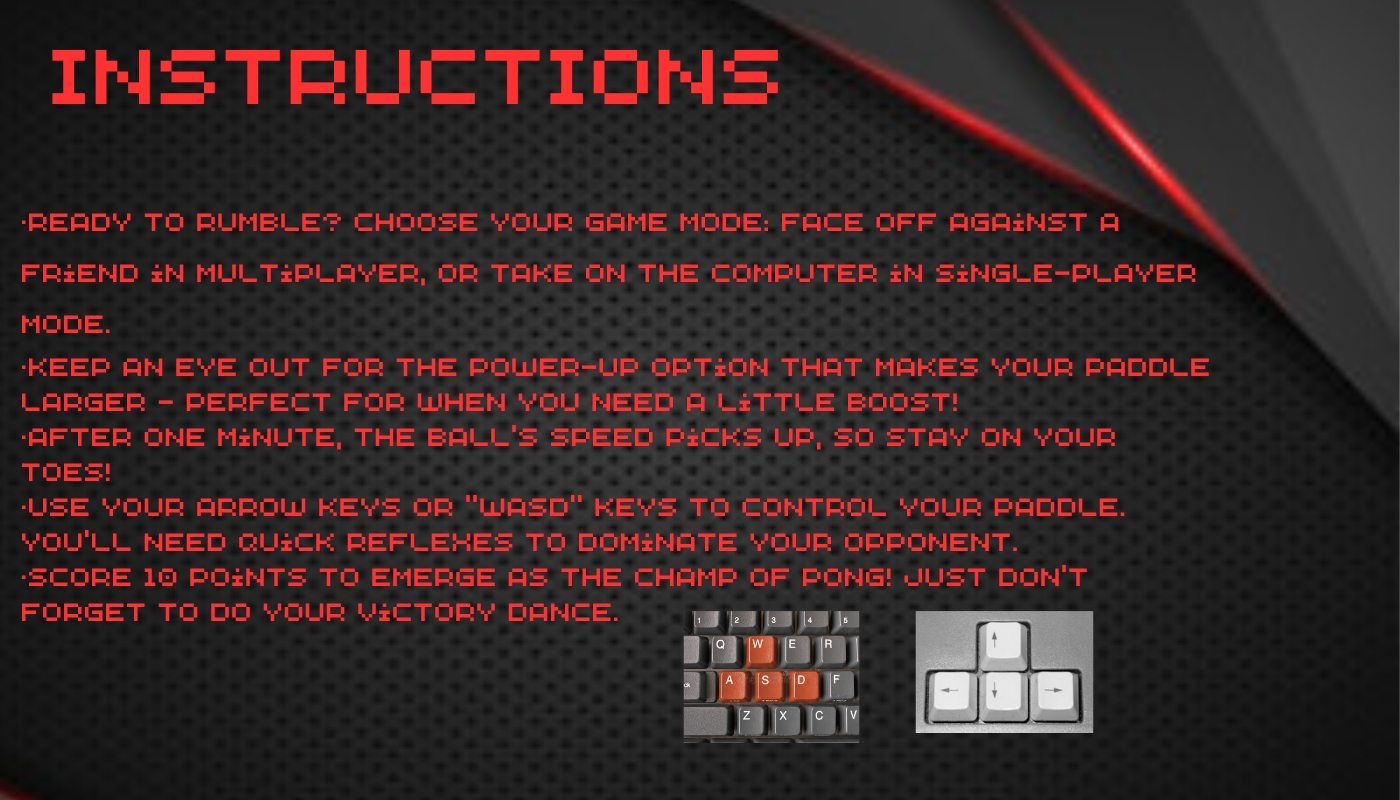 INSTRUCTIONS
·READY TO RUMBLE? CHOOSE YOUR GAME MODE: FACE OFF AGAiNST A
FRiEND iN MULTiPLAYER, OR TAKE ON THE COMPUTER iN SiNGLE-PLAYER
MODE.
·KEEP AN EYE OUT FOR THE POWER-UP OPTiON THAT MAKES YOUR PADDLE
LARGER - PERFECT FOR WHEN YOU NEED A LiTTLE BOOST!
·AFTER ONE MiNUTE, THE BALL'S SPEED PiCKS UP, SO STAY ON YOUR
TOES!
·USE YOUR ARROW KEYS OR "WASD" KEYS TO CONTROL YOUR PADDLE.
YOU'LL NEED QUiCK REFLEXES TO DOMiNATE YOUR OPPONENT.
·SCORE 10 POiNTS TO EMERGE AS THE CHAMP OF PONG! JUST DON'T
FORGET TO DO YOUR ViCTORY DANCE.
1 2 3 4 5
Q W E R
ck A S D F
Z X C V
↑
← ↓ →